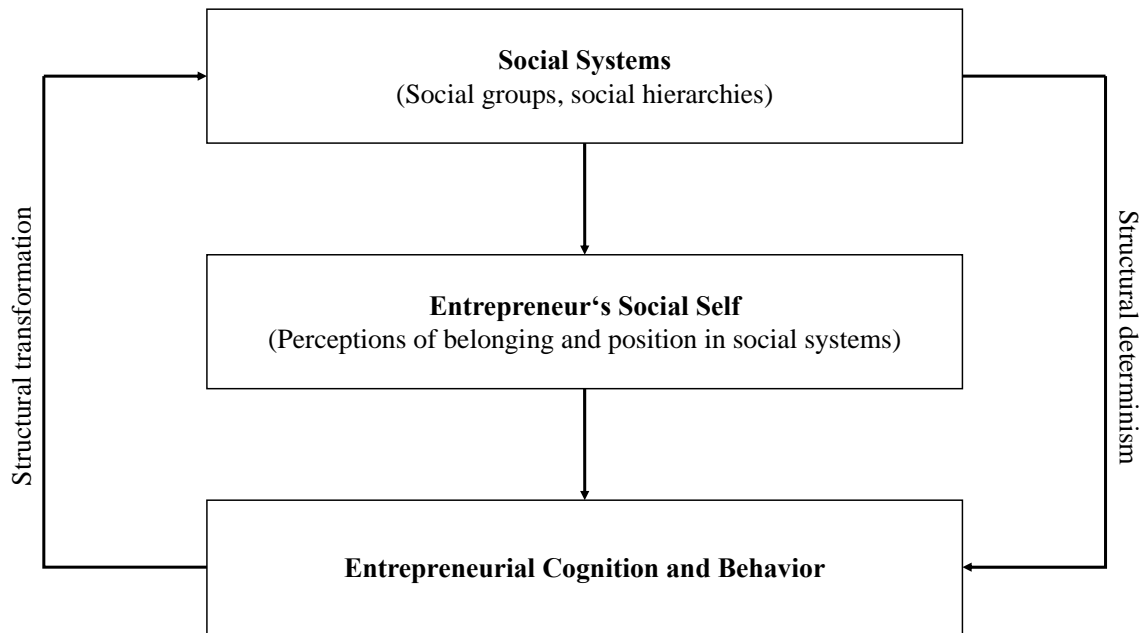 Social Systems
(Social groups, social hierarchies)
Structural transformation
Structural determinism
Entrepreneur‘s Social Self
(Perceptions of belonging and position in social systems)
Entrepreneurial Cognition and Behavior